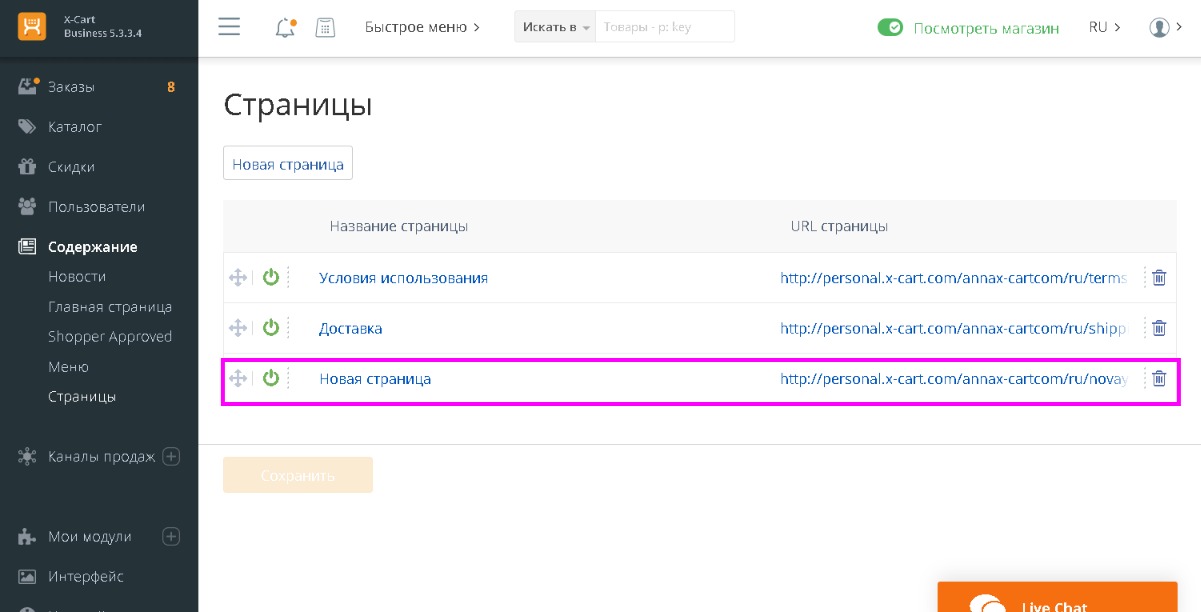 X-Cart
Business 5.3.3.4
Быстрое меню
Искать в
Товары - p: key
Посмотреть магазин
RU
Заказы
8
Каталог
Скидки
Пользователи
Содержание
Новости
Главная страница
Shopper Approved
Меню
Страницы
Каналы продаж
Мои модули
Интерфейс
Страницы
Новая страница
Название страницы
URL страницы
Условия использования
http://personal.x-cart.com/annax-cartcom/ru/terms
Доставка
http://personal.x-cart.com/annax-cartcom/ru/shipp
Новая страница
http://personal.x-cart.com/annax-cartcom/ru/novay
Сохранить
Live Chat